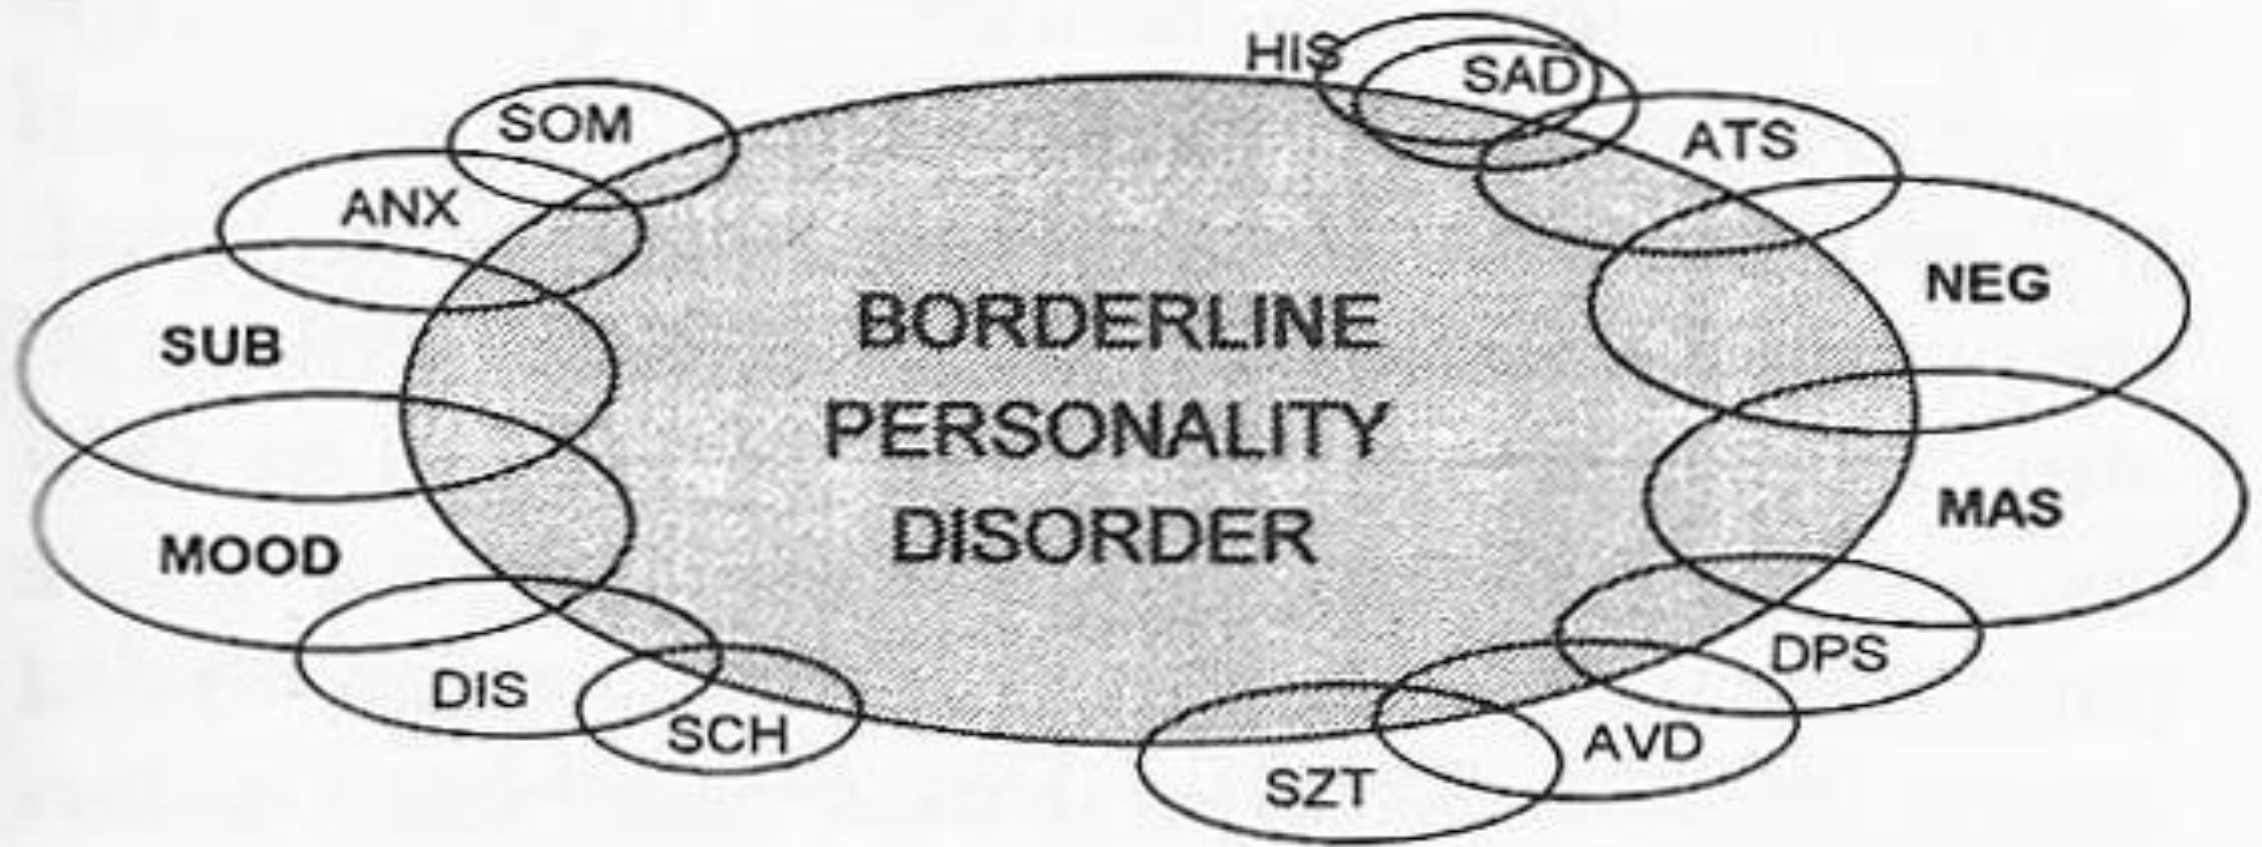 HIS
SAD
SOM
ATS
ANX
NEG
SUB
BORDERLINE
PERSONALITY
DISORDER
MAS
MOOD
DPS
DIS
SCH
AVD
SZT